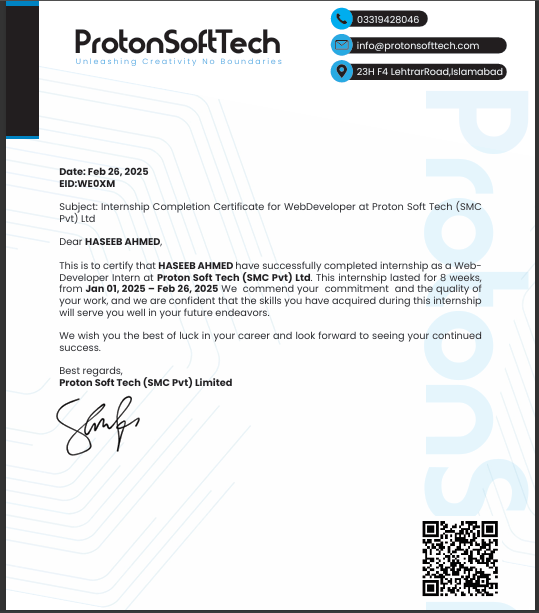 ProtonSoftTech
Unleashing Creativity No Boundaries
03319428046
info@protonsofttech.com
23H F4 LehtrarRoad,Islamabad
Date: Feb 26, 2025
EID:WE0XM
Subject: Internship Completion Certificate for WebDeveloper at Proton Soft Tech (SMC
Pvt) Ltd
Dear HASEEB AHMED,
This is to certify that HASEEB AHMED have successfully completed internship as a Web-
Developer Intern at Proton Soft Tech (SMC Pvt) Ltd. This internship lasted for 8 weeks,
from Jan 01, 2025 – Feb 26, 2025 We commend your commitment and the quality of
your work, and we are confident that the skills you have acquired during this internship
will serve you well in your future endeavors.
We wish you the best of luck in your career and look forward to seeing your continued
success.
Best regards,
Proton Soft Tech (SMC Pvt) Limited
ProtonS